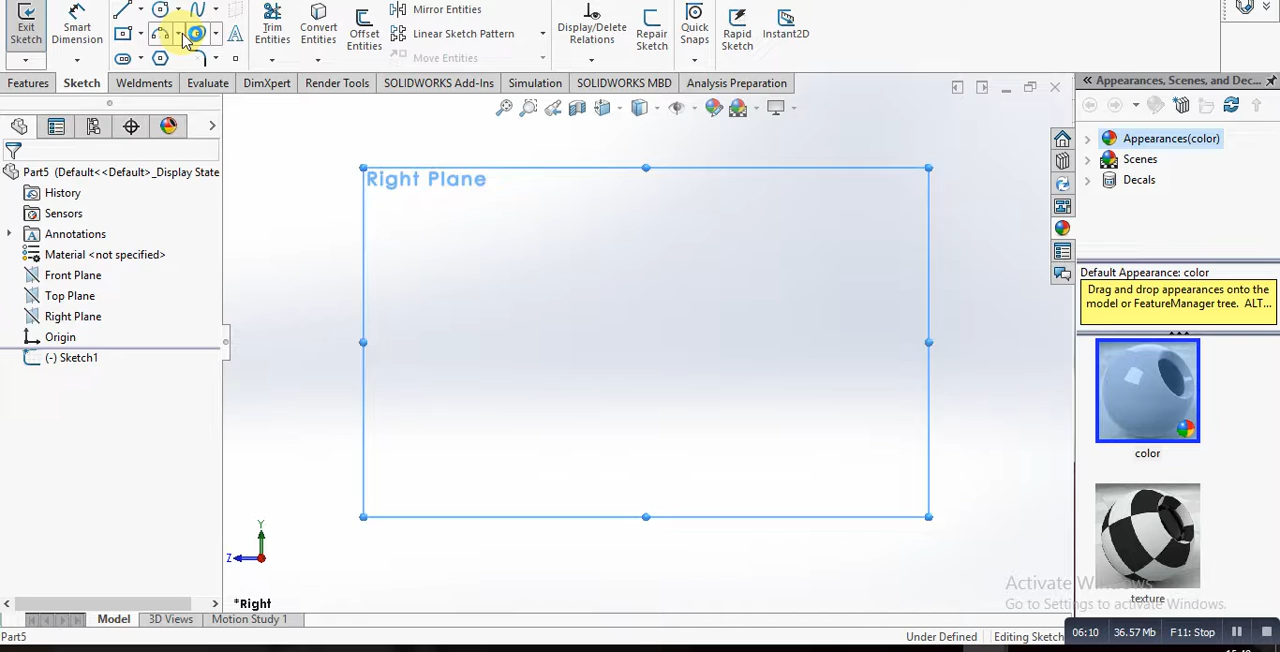 Exit Sketch
Smart Dimension
Trim Entities
Convert Entities
Offset Entities
Mirror Entities
Linear Sketch Pattern
Move Entities
Display/Delete Relations
Repair Sketch
Quick Snaps
Rapid Sketch
Instant2D
Features
Sketch
Weldments
Evaluate
DimXpert
Render Tools
SOLIDWORKS Add-Ins
Simulation
SOLIDWORKS MBD
Analysis Preparation
Part5 (Default<<Default>_Display State
History
Sensors
Annotations
Material <not specified>
Front Plane
Top Plane
Right Plane
Origin
(-) Sketch1
Right Plane
Y
Z
*Right
Appearances, Scenes, and Dec...
Appearances(color)
Scenes
Decals
Default Appearance: color
Drag and drop appearances onto the
model or FeatureManager tree. ALT...
color
texture
Activate Windows
Go to Settings to activate Windows.
Model
3D Views
Motion Study 1
Part5
Under Defined
Editing Sketch
06:10
36.57Mb
F11: Stop